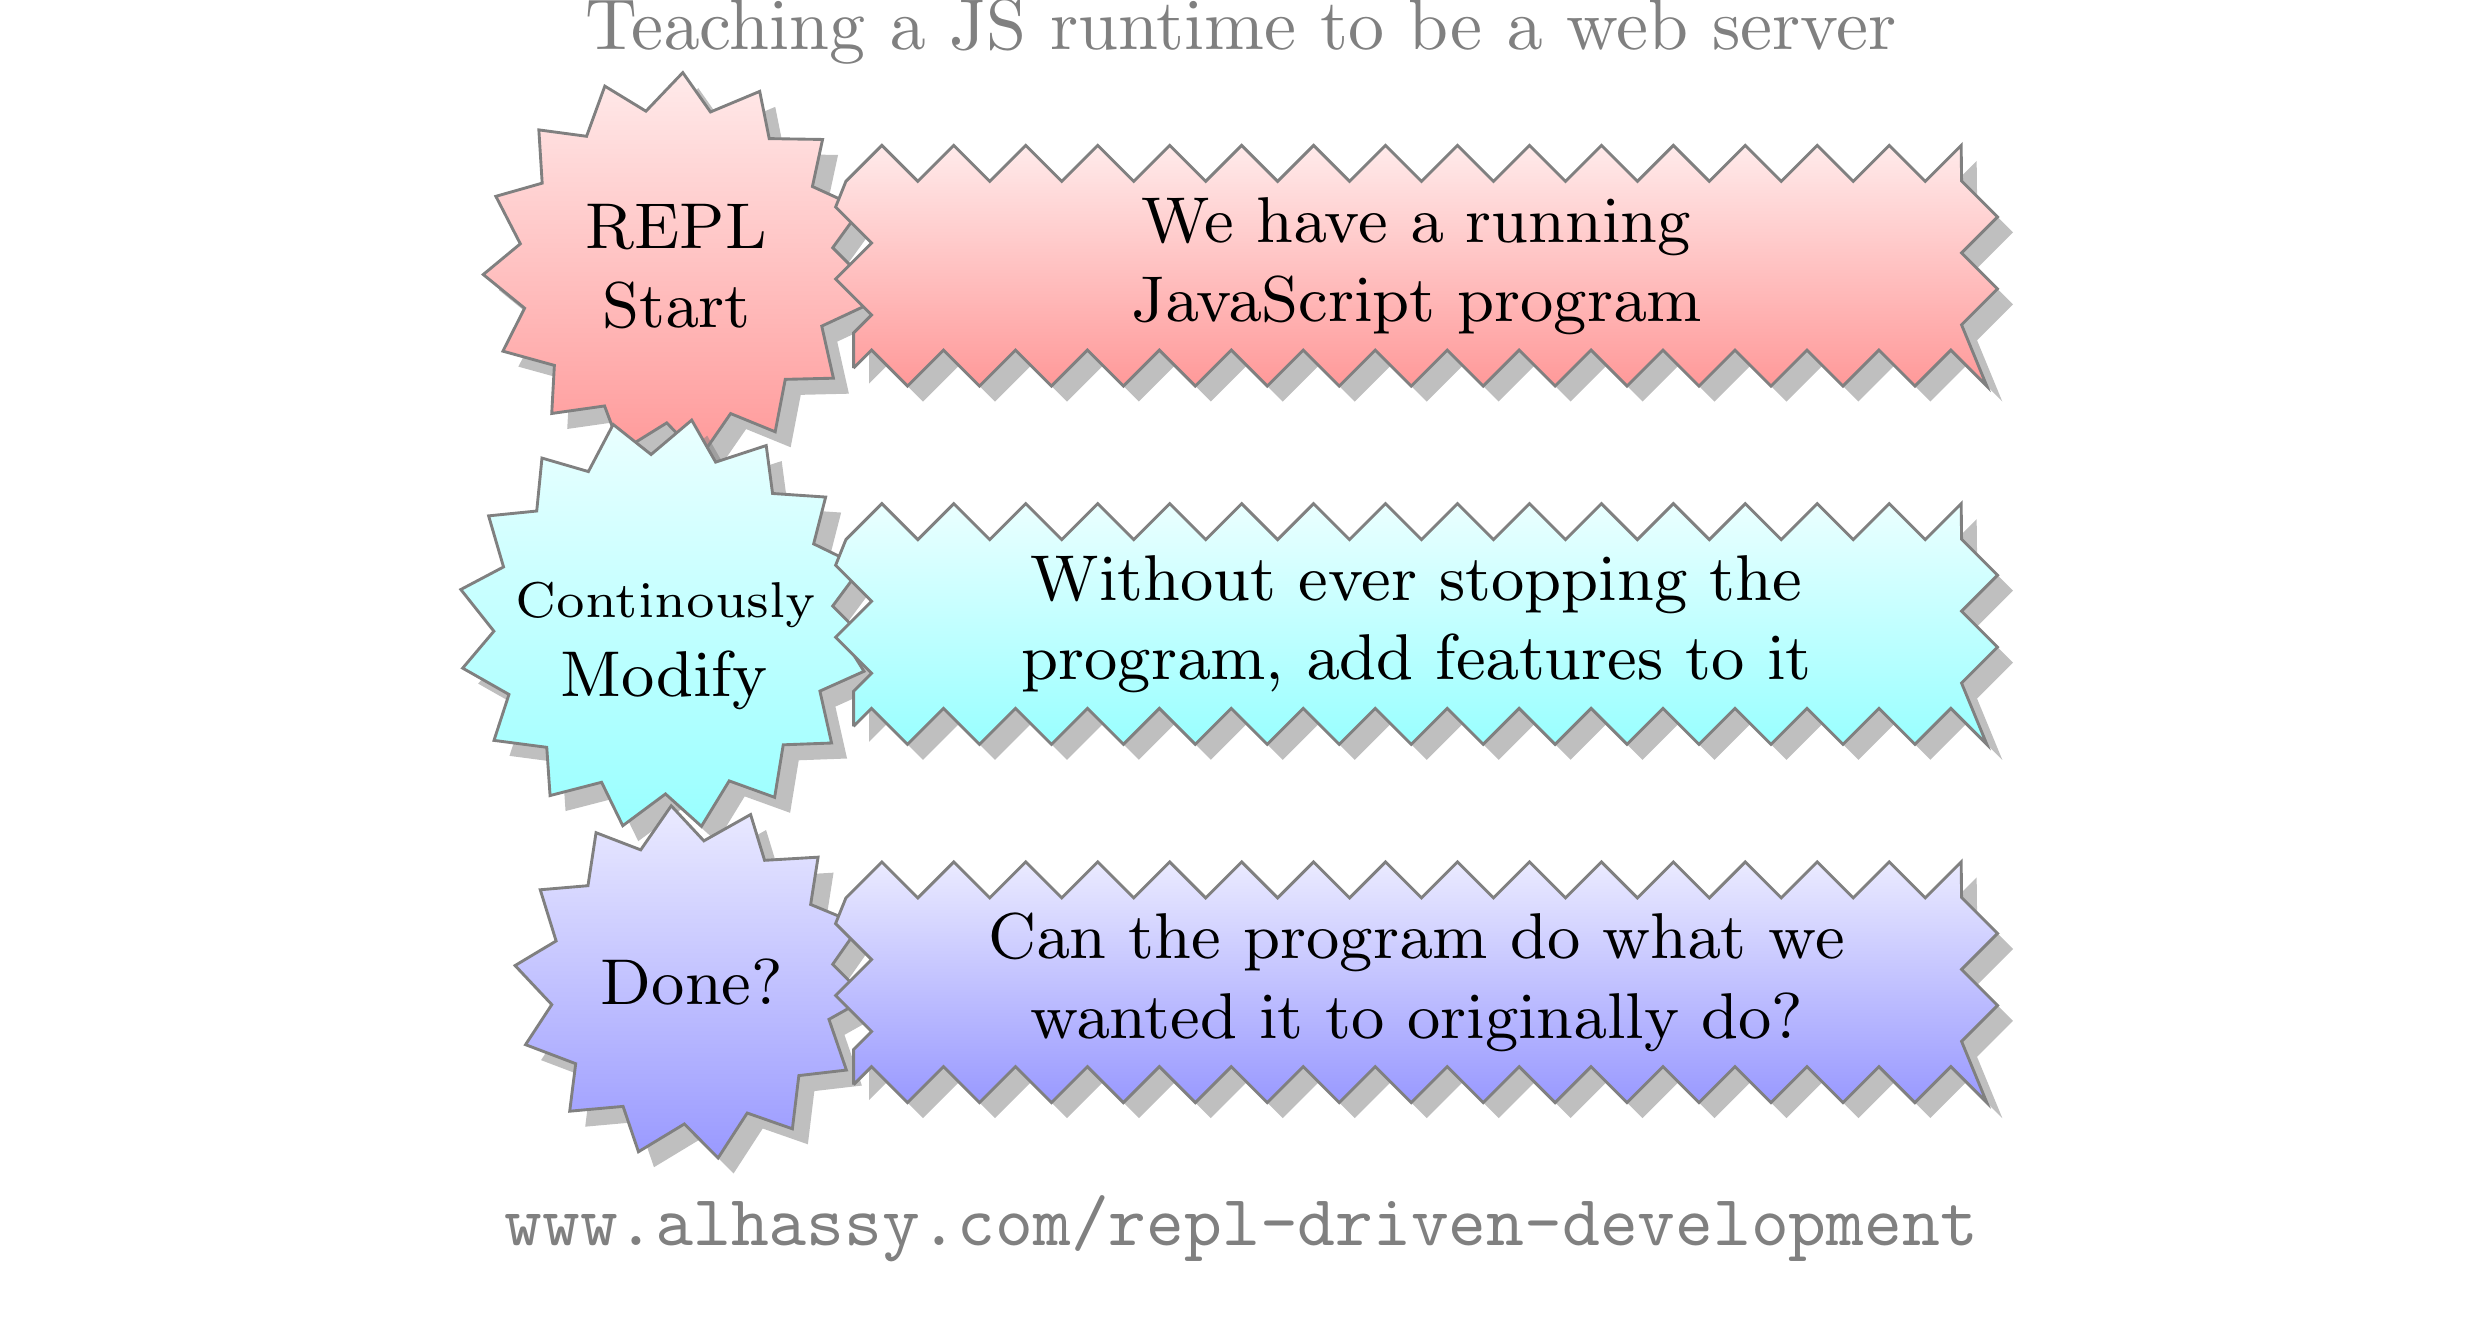 Teaching a JS runtime to be a web server
REPL
Start
We have a running
JavaScript program
Continously
Modify
Without ever stopping the
program, add features to it
Done?
Can the program do what we
wanted it to originally do?
www.alhassy.com/repl-driven-development